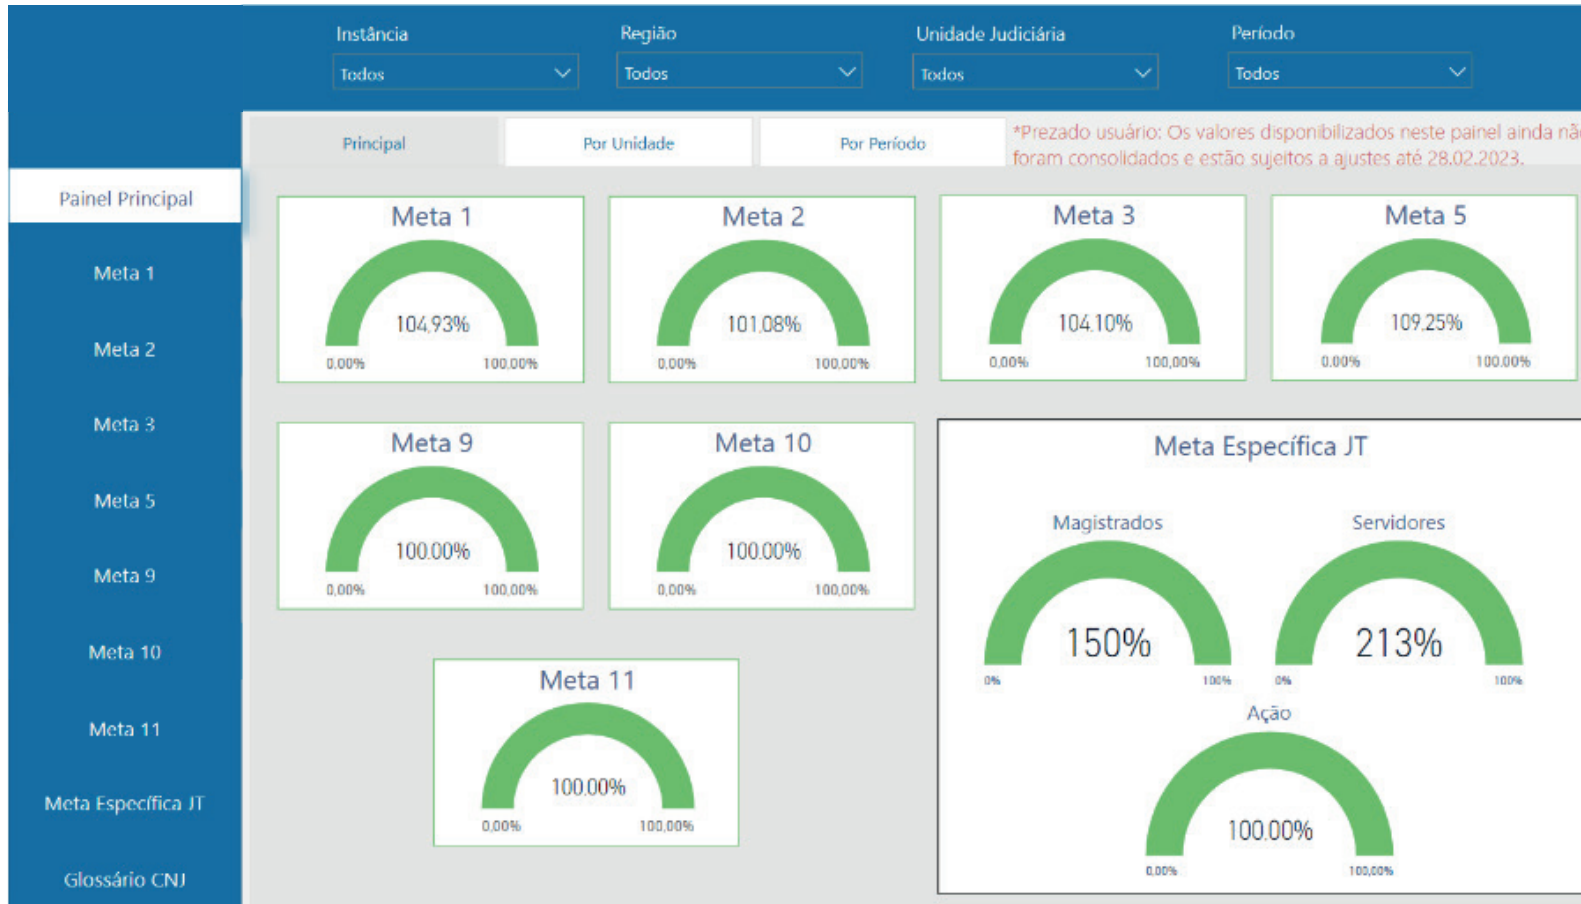 Instância
Região
Unidade Judiciária
Período
Todos
Todos
Todos
Todos
Principal
Por Unidade
Por Período
*Prezado usuário: Os valores disponibilizados neste painel ainda nã
foram consolidados e estão sujeitos a ajustes até 28.02.2023.
Painel Principal
Meta 1
Meta 2
Meta 3
Meta 5
Meta 9
Meta 10
Meta 11
Meta Específica JT
Glossário CNJ
Meta 1
104,93%
0,00%
100,00%
Meta 2
101,08%
0,00%
100,00%
Meta 3
104.10%
0,00%
100,00%
Meta 5
109,25%
0.00%
100.00%
Meta 9
100.00%
0,00%
100,00%
Meta 10
100.00%
0,00%
100,00%
Meta 11
100.00%
0,00%
100,00%
Meta Específica JT
Magistrados
150%
0%
100%
Servidores
213%
0%
100%
Ação
100.00%
0,00%
100,00%